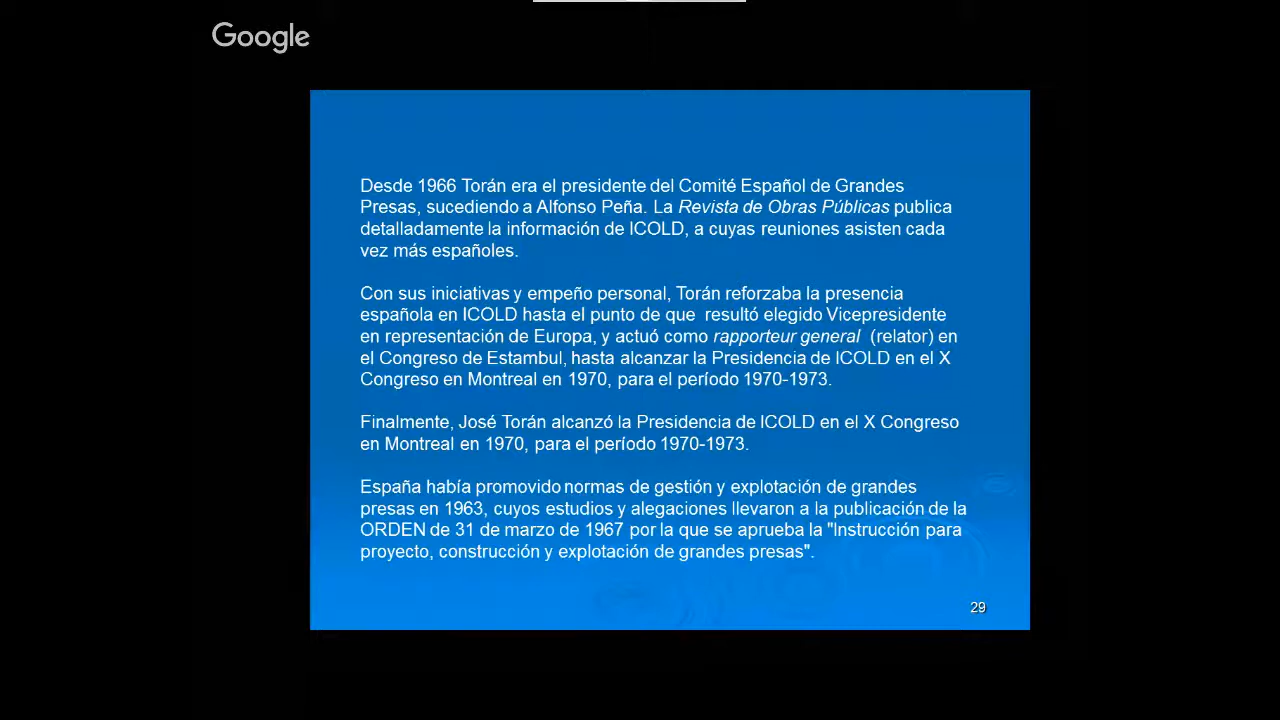 Google
Desde 1966 Torán era el presidente del Comité Español de Grandes
Presas, sucediendo a Alfonso Peña. La Revista de Obras Públicas publica
detalladamente la información de ICOLD, a cuyas reuniones asisten cada
vez más españoles.
Con sus iniciativas y empeño personal, Torán reforzaba la presencia
española en ICOLD hasta el punto de que resultó elegido Vicepresidente
en representación de Europa, y actuó como rapporteur general (relator) en
el Congreso de Estambul, hasta alcanzar la Presidencia de ICOLD en el X
Congreso en Montreal en 1970, para el período 1970-1973.
Finalmente, José Torán alcanzó la Presidencia de ICOLD en el X Congreso
en Montreal en 1970, para el período 1970-1973.
España había promovido normas de gestión y explotación de grandes
presas en 1963, cuyos estudios y alegaciones llevaron a la publicación de la
ORDEN de 31 de marzo de 1967 por la que se aprueba la "Instrucción para
proyecto, construcción y explotación de grandes presas".
29